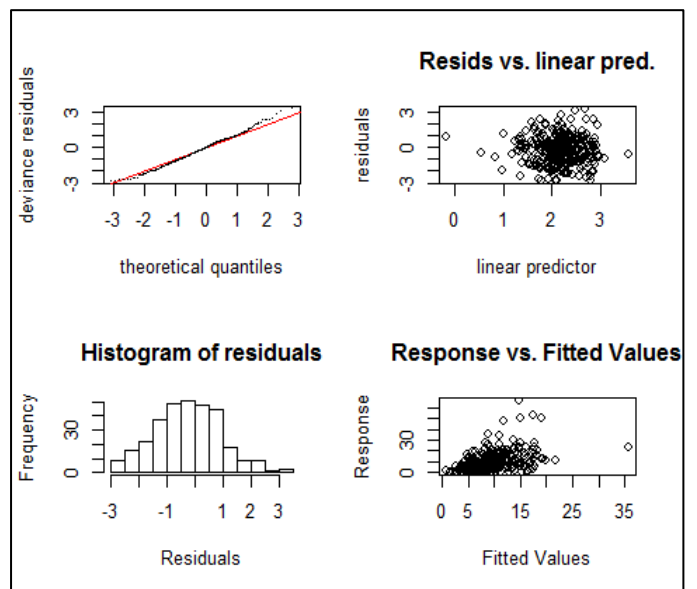 deviance residuals
3
0
-3
-3 -2 -1 0 1 2 3
theoretical quantiles
Resids vs. linear pred.
residuals
3
0
-3
0 1 2 3
linear predictor
Histogram of residuals
Frequency
30
0
-3 -1 1 3
Residuals
Response vs. Fitted Values
Response
30
0
0 5 15 25 35
Fitted Values